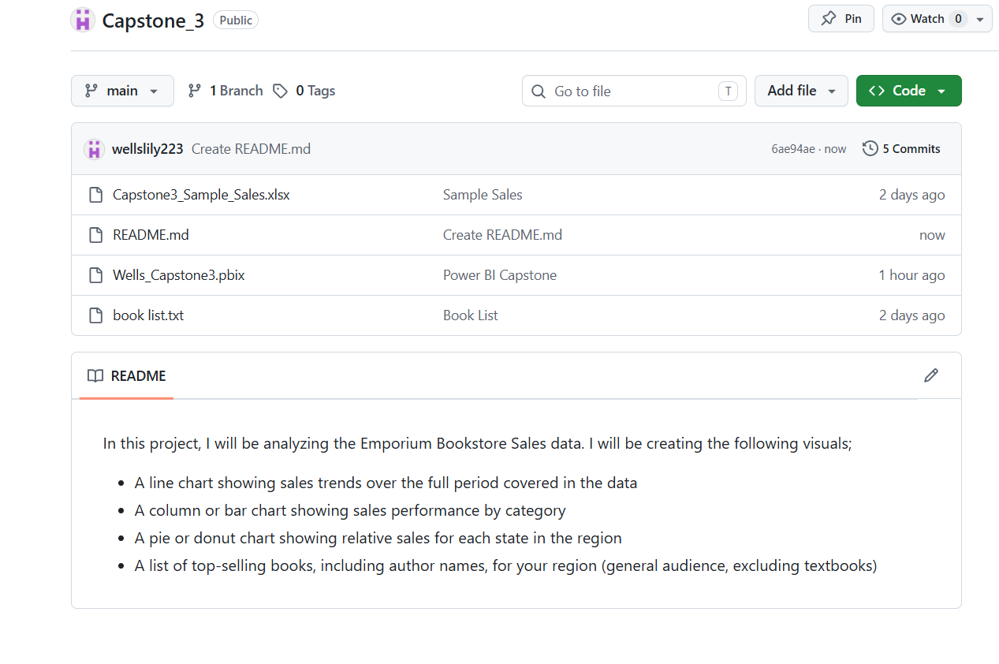 Capstone_3 Public Pin Watch 0
main 1 Branch 0 Tags Go to file T Add file Code
wellslily223 Create README.md 6ae94ae · now 5 Commits
Capstone3_Sample_Sales.xlsx Sample Sales 2 days ago
README.md Create README.md now
Wells_Capstone3.pbix Power BI Capstone 1 hour ago
book list.txt Book List 2 days ago
README
In this project, I will be analyzing the Emporium Bookstore Sales data. I will be creating the following visuals;
• A line chart showing sales trends over the full period covered in the data
• A column or bar chart showing sales performance by category
• A pie or donut chart showing relative sales for each state in the region
• A list of top-selling books, including author names, for your region (general audience, excluding textbooks)